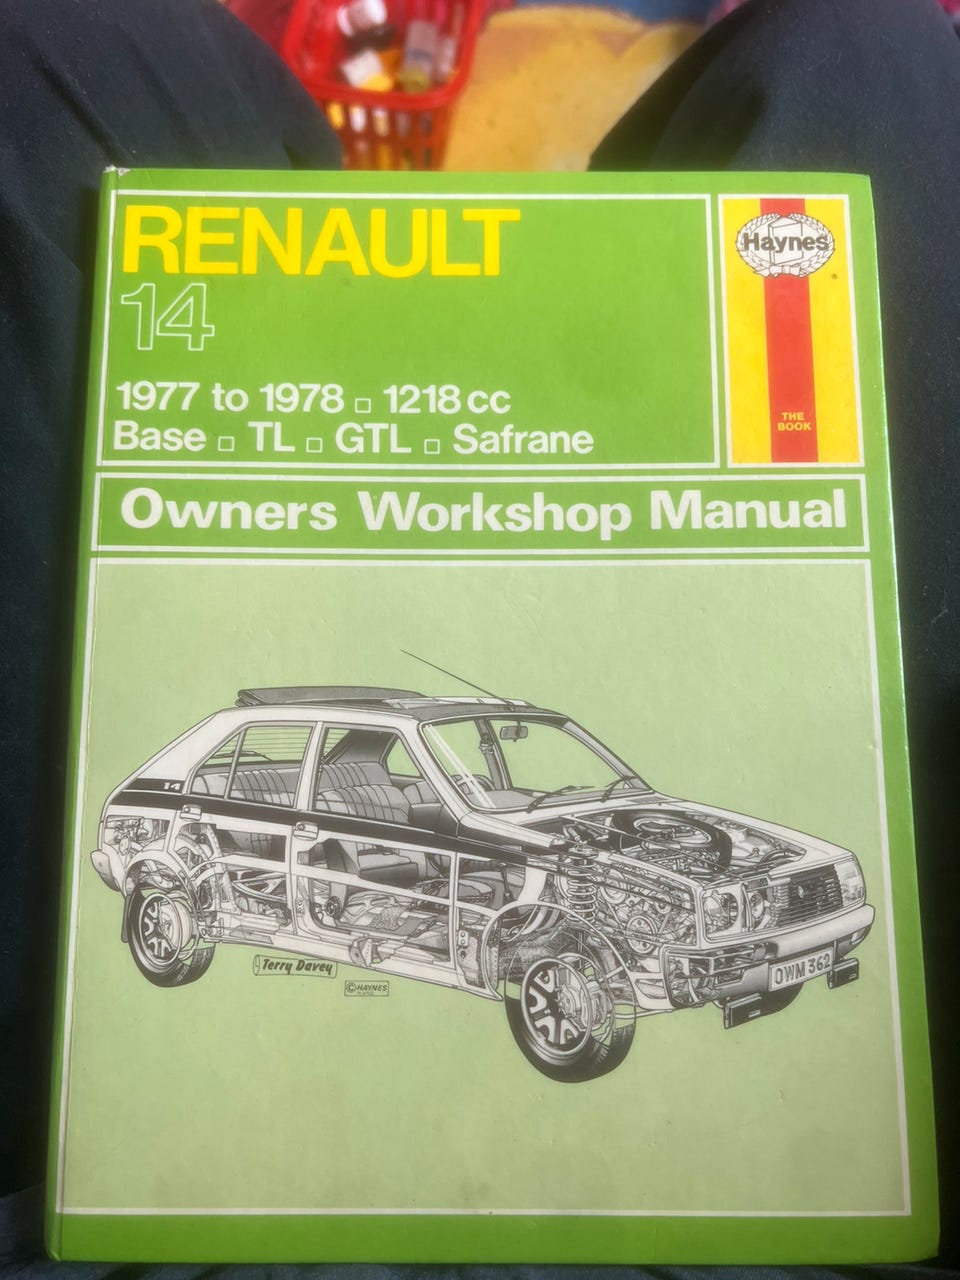 RENAULT
14
1977 to 1978 □ 1218 cc
Base □ TL □ GTL □ Safrane
Haynes
®
THE
BOOK
Owners Workshop Manual
14
Terry Davey
© HAYNES
OWM 362